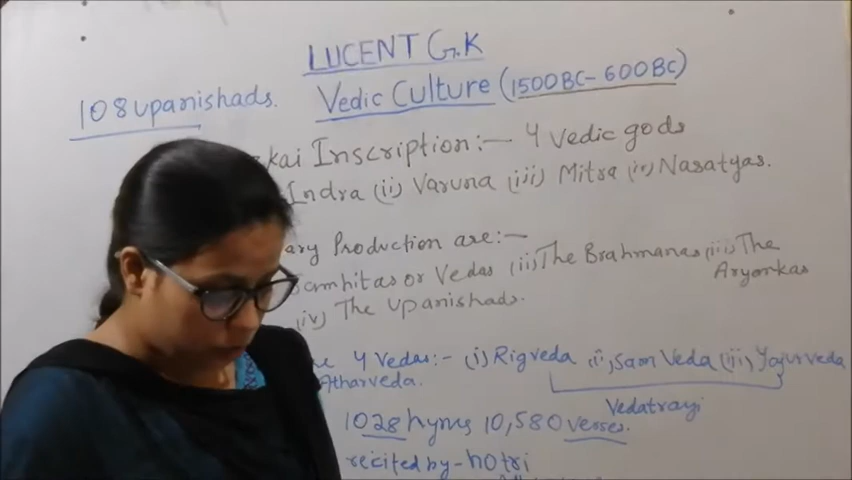 LUCENT G.K
Vedic Culture (1500BC-600BC)
108 upanishads.
kai Inscription:- 4 Vedic gods
Indra (ii) Varuna (iii) Mitra (iv) Nasatyas.
ary Production are:-
Samhitas or Vedas (ii) The Brahmanas (iii) The
Aryonkas
(iv) The Upanishads.
4 Vedas:- (i) Rigveda (ii) Sam Veda (iii) Yajurveda
Atharveda.
Vedatrayi
1028 hymns 10,580 verses.
recited by - hotri